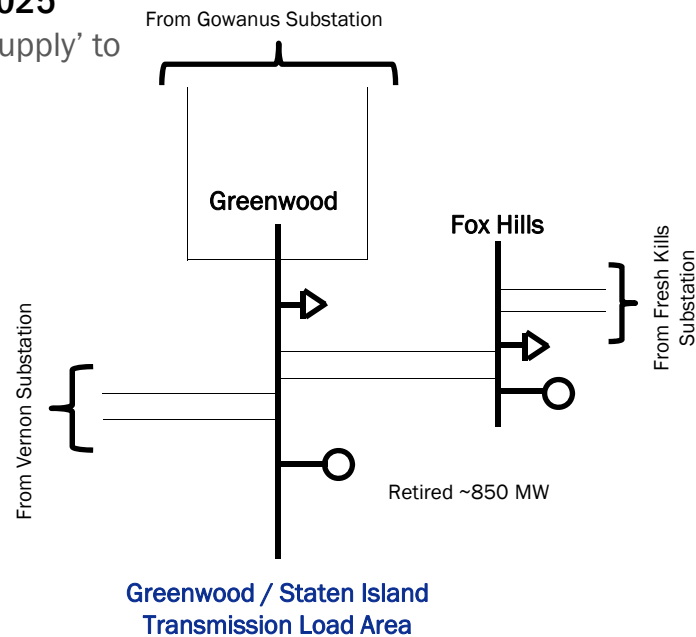 025
upply’ to
From Gowanus Substation
Greenwood
Fox Hills
From Fresh Kills
Substation
From Vernon Substation
Retired ~850 MW
Greenwood / Staten Island
Transmission Load Area